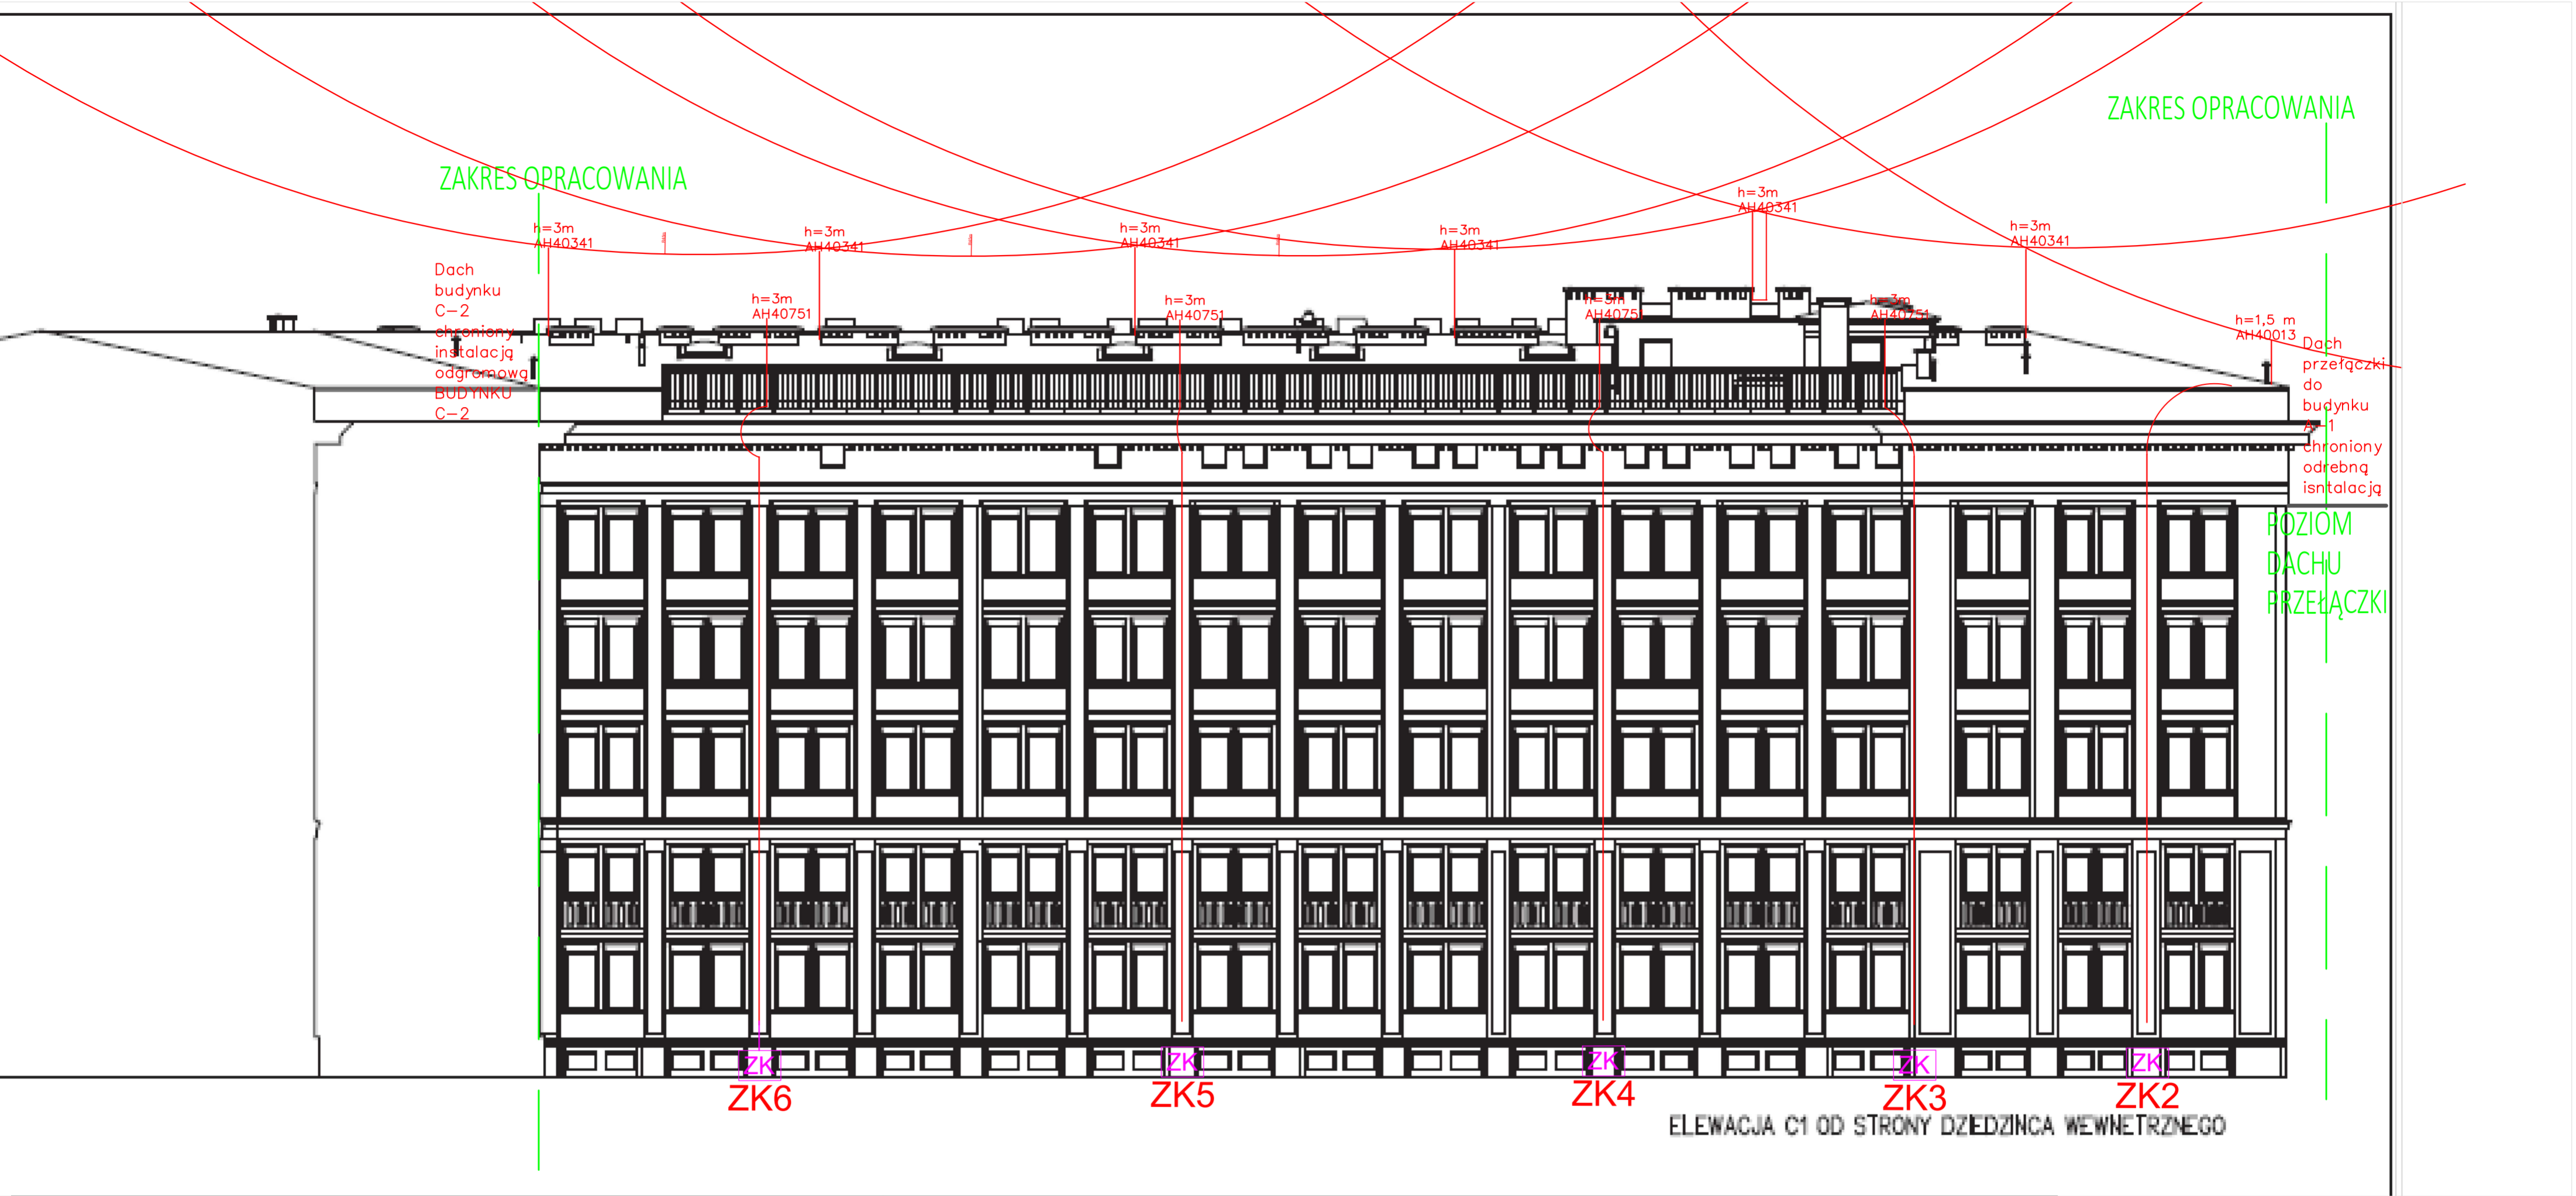 ZAKRES OPRACOWANIA
ZAKRES OPRACOWANIA
h=3m
AH40341
h=3m
AH40341
h=3m
AH40341
h=3m
AH40341
h=3m
AH40341
h=3m
AH40341
Dach
budynku
C-2
chroniony
instalacją
odgromową
BUDYNKU
C-2
h=3m
AH40751
h=3m
AH40751
h=3m
AH40751
h=3m
AH40751
h=1,5 m
AH40013
Dach
przełączki
do
budynku
A-1
chroniony
odrebną
isntalacją
POZIOM
DACHU
PRZEŁĄCZKI
ZK
ZK
ZK
ZK
ZK
ZK6
ZK5
ZK4
ZK3
ZK2
ELEWACJA C1 OD STRONY DZIEDZINCA WEWNETRZNEGO